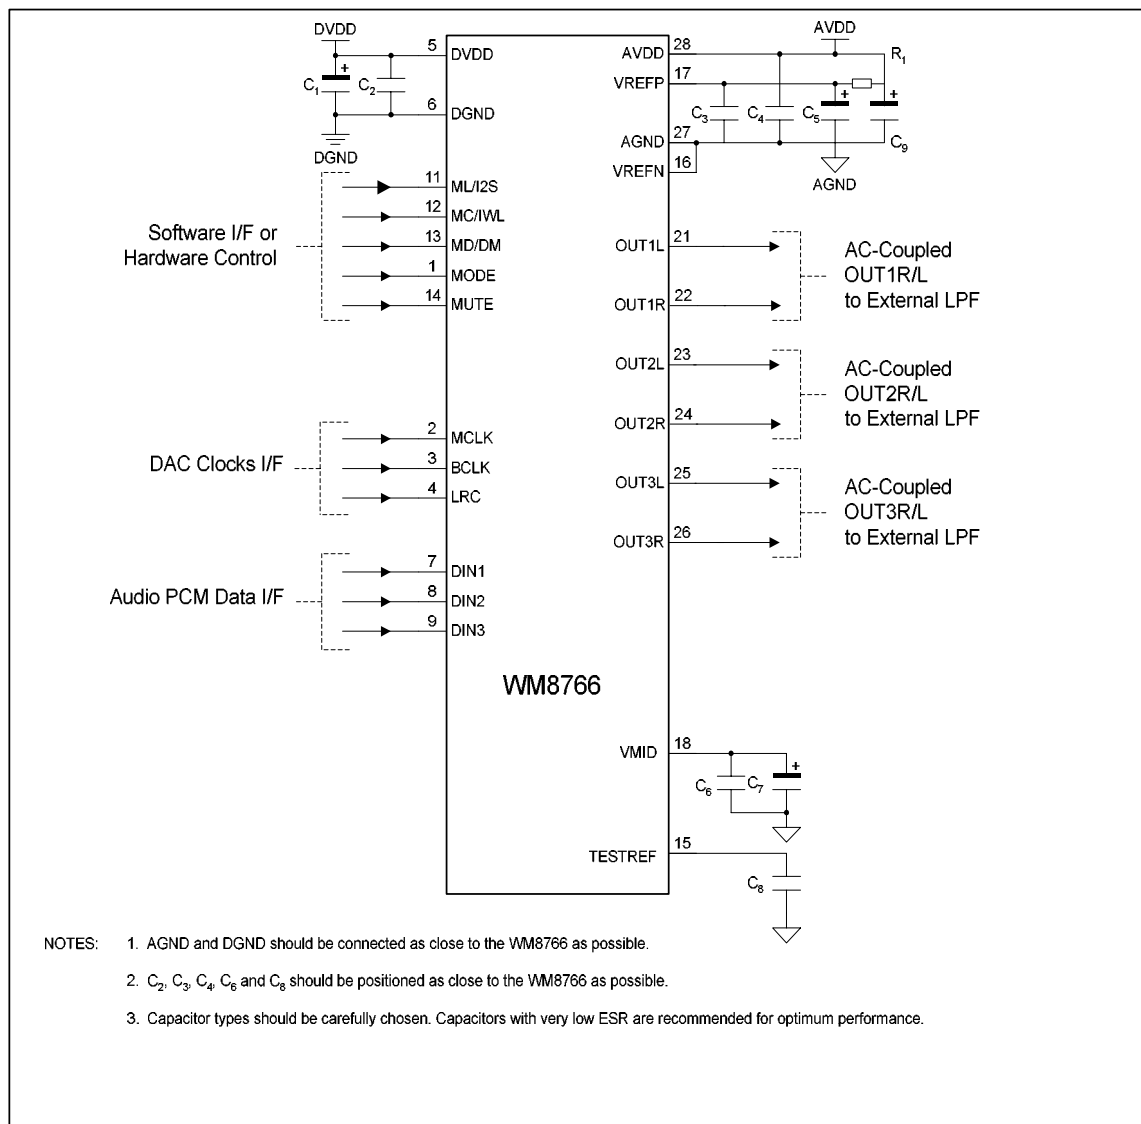 DVDD
5 DVDD
C1 + C2
6 DGND
DGND
11 ML/I2S
12 MC/IWL
13 MD/DM
1 MODE
14 MUTE
Software I/F or
Hardware Control
2 MCLK
3 BCLK
4 LRC
DAC Clocks I/F
7 DIN1
8 DIN2
9 DIN3
Audio PCM Data I/F
WM8766
AVDD
AVDD 28
R1
VREFP 17
C3 C4 C5 + + C9
AGND 27
VREFN 16
AGND
OUT1L 21
OUT1R 22
AC-Coupled
OUT1R/L
to External LPF
OUT2L 23
OUT2R 24
AC-Coupled
OUT2R/L
to External LPF
OUT3L 25
OUT3R 26
AC-Coupled
OUT3R/L
to External LPF
VMID 18
C6 C7 +
TESTREF 15
C8
NOTES: 1. AGND and DGND should be connected as close to the WM8766 as possible.
2. C2, C3, C4, C6 and C8 should be positioned as close to the WM8766 as possible.
3. Capacitor types should be carefully chosen. Capacitors with very low ESR are recommended for optimum performance.